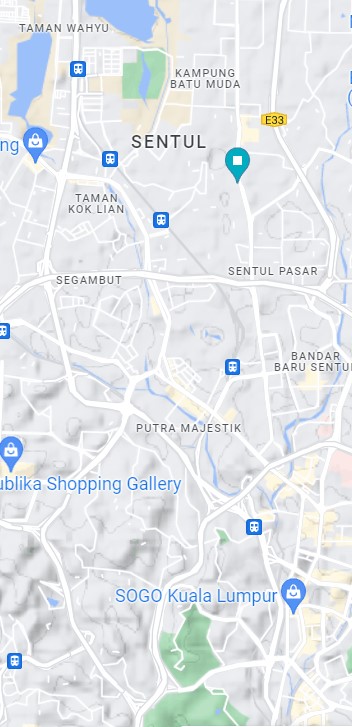 TAMAN WAHYU
KAMPUNG
BATU MUDA
E33
ng
SENTUL
TAMAN
KOK LIAN
SENTUL PASAR
SEGAMBUT
BANDAR
BARU SENTU
PUTRA MAJESTIK
ublika Shopping Gallery
SOGO Kuala Lumpur